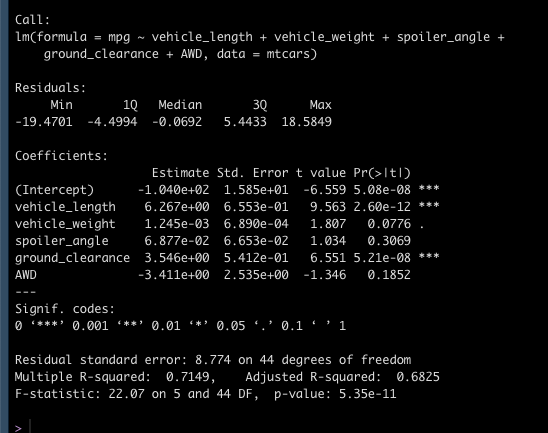 Call:
lm(formula = mpg ~ vehicle_length + vehicle_weight + spoiler_angle +
    ground_clearance + AWD, data = mtcars)
Residuals:
     Min       1Q   Median       3Q      Max
-19.4701  -4.4994  -0.0692   5.4433  18.5849
Coefficients:
                   Estimate Std. Error t value Pr(>|t|)
(Intercept)      -1.040e+02  1.585e+01  -6.559 5.08e-08 ***
vehicle_length    6.267e+00  6.553e-01   9.563 2.60e-12 ***
vehicle_weight    1.245e-03  6.890e-04   1.807   0.0776 .
spoiler_angle     6.877e-02  6.653e-02   1.034   0.3069
ground_clearance  3.546e+00  5.412e-01   6.551 5.21e-08 ***
AWD              -3.411e+00  2.535e+00  -1.346   0.1852
---
Signif. codes:
0 ‘***’ 0.001 ‘**’ 0.01 ‘*’ 0.05 ‘.’ 0.1 ‘ ’ 1
Residual standard error: 8.774 on 44 degrees of freedom
Multiple R-squared:  0.7149,    Adjusted R-squared:  0.6825
F-statistic: 22.07 on 5 and 44 DF,  p-value: 5.35e-11
>